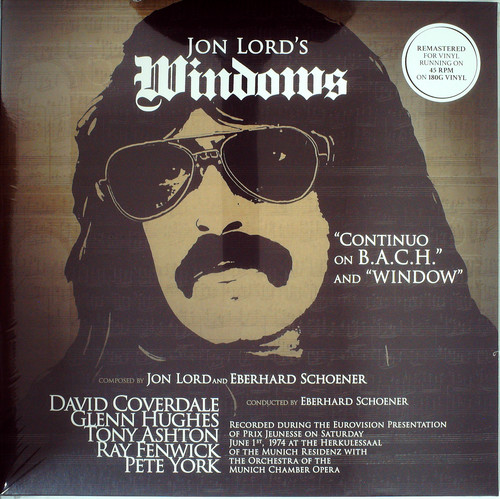 JON LORD'S
Windows
REMASTERED
FOR VINYL
RUNNING ON
45 RPM
ON 180G VINYL
"CONTINUO
ON B.A.C.H."
AND "WINDOW"
COMPOSED BY JON LORD AND EBERHARD SCHOENER
CONDUCTED BY EBERHARD SCHOENER
DAVID COVERDALE
GLENN HUGHES
TONY ASHTON
RAY FENWICK
PETE YORK
RECORDED DURING THE EUROVISION PRESENTATION
OF PRIX JEUNESSE ON SATURDAY
JUNE 1ST, 1974 AT THE HERKULESSAAL
OF THE MUNICH RESIDENZ WITH
THE ORCHESTRA OF THE
MUNICH CHAMBER OPERA